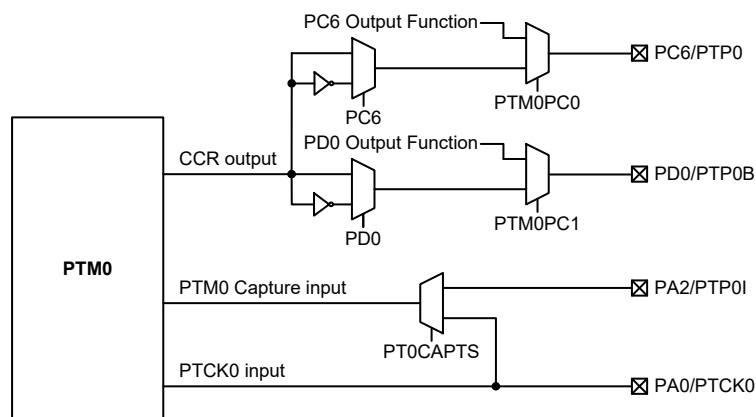 PC6 Output Function
PC6/PTP0
PC6
PTM0PC0
PD0 Output Function
CCR output
PD0/PTP0B
PD0
PTM0PC1
PTM0
PTM0 Capture input
PA2/PTP0I
PT0CAPTS
PTCK0 input
PA0/PTCK0